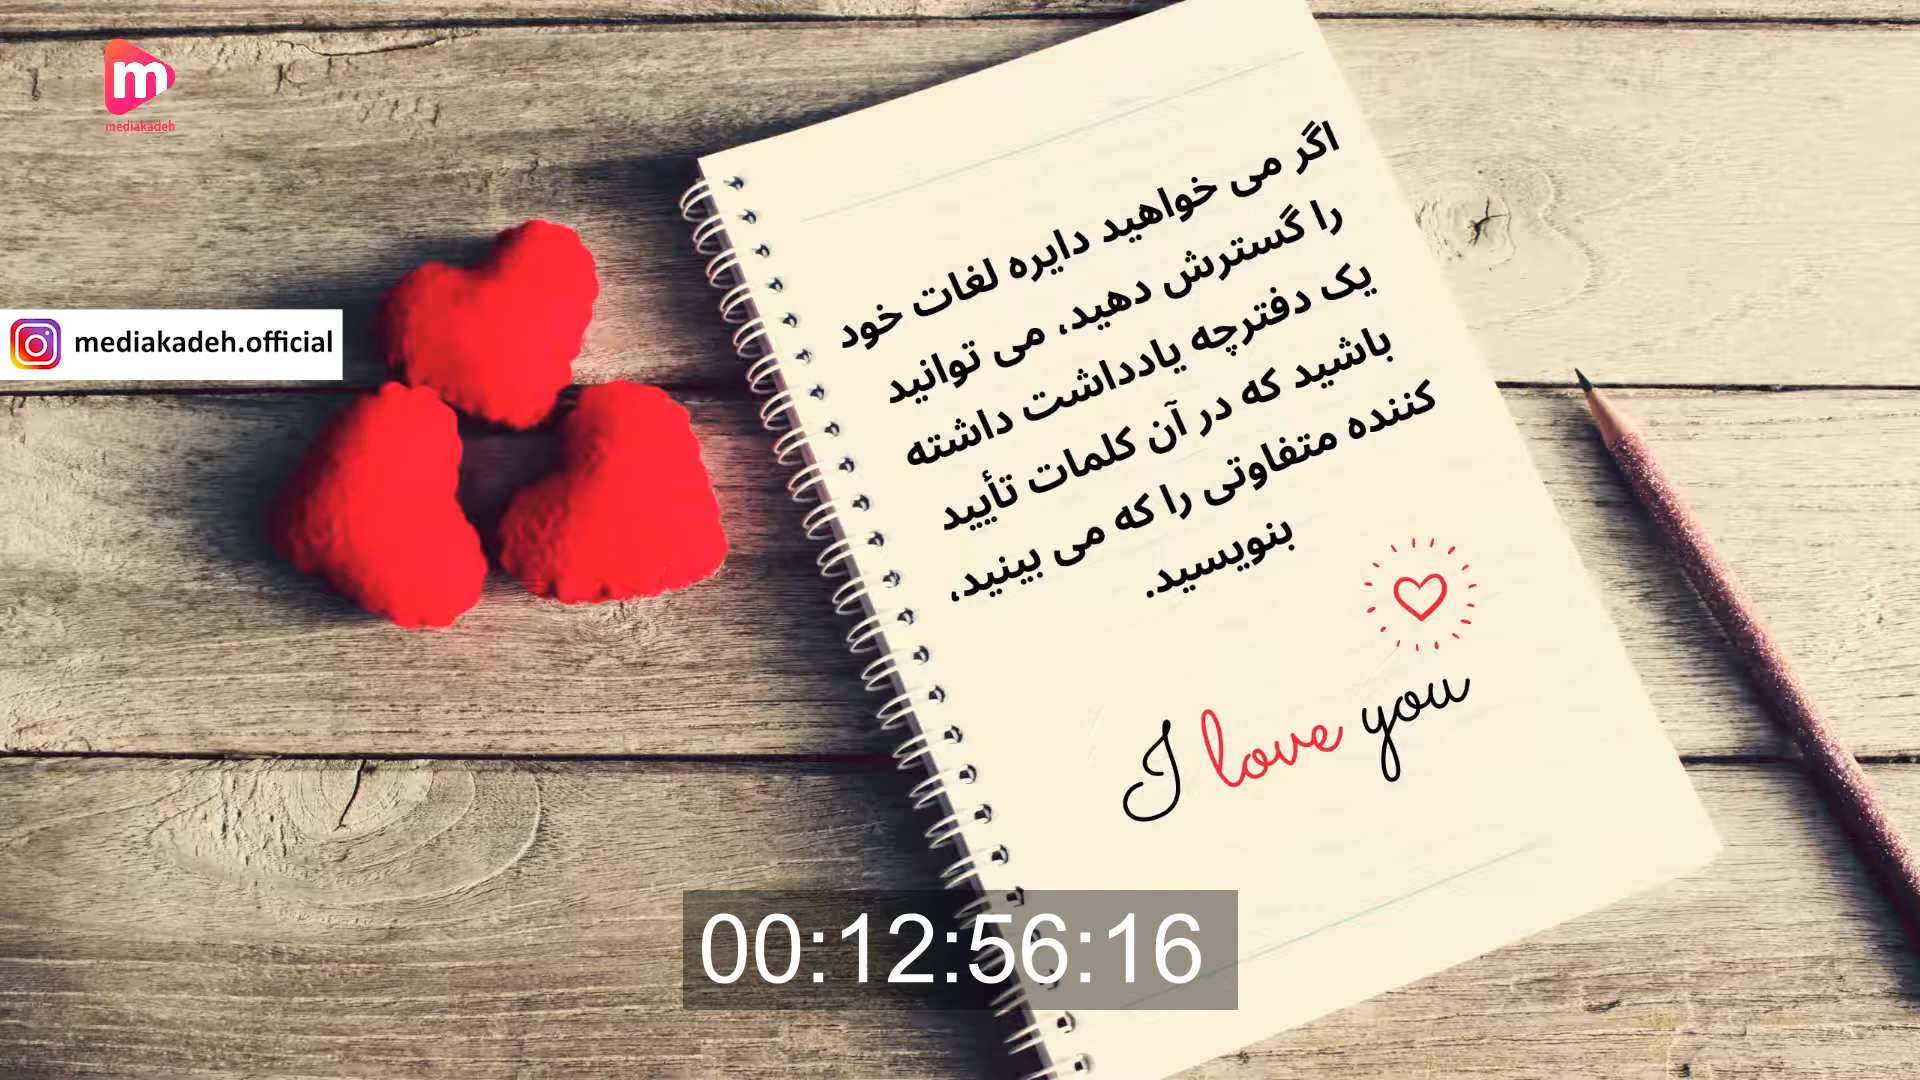 m
mediakadeh
mediakadeh.official
اگر می خواهید دایره لغات خود
را گسترش دهید، می توانید
یک دفترچه یادداشت داشته
باشید که در آن کلمات تأیید
کننده متفاوتی را که می بینید،
بنویسید.
I love you
00:12:56:16